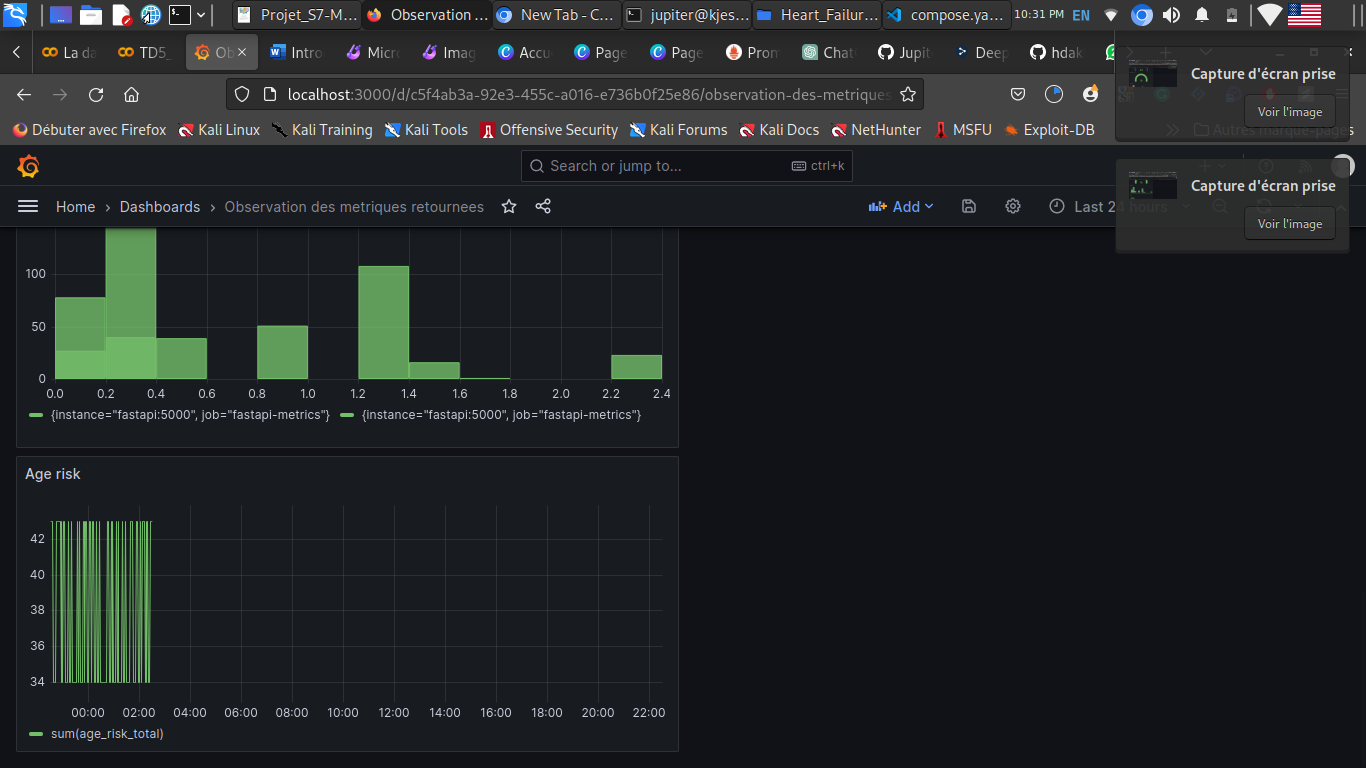 Projet_S7-M... Observation ... New Tab - C... jupiter@kjes... Heart_Failur... compose.ya... 10:31 PM EN
La da TD5_ Ob Intro Micro Imag Accu Page Page Pron Chat Jupit Deep hdak
localhost:3000/d/c5f4ab3a-92e3-455c-a016-e736b0f25e86/observation-des-metriques
Débuter avec Firefox Kali Linux Kali Training Kali Tools Offensive Security Kali Forums Kali Docs NetHunter MSFU Exploit-DB Autres marque-pages
Capture d'écran prise
Voir l'image
Capture d'écran prise
Voir l'image
Search or jump to... ctrl+k
Home › Dashboards › Observation des metriques retournees Add Last 24 hours
100
50
0
0.0 0.2 0.4 0.6 0.8 1.0 1.2 1.4 1.6 1.8 2.0 2.2 2.4
{instance="fastapi:5000", job="fastapi-metrics"} {instance="fastapi:5000", job="fastapi-metrics"}
Age risk
42
40
38
36
34
00:00 02:00 04:00 06:00 08:00 10:00 12:00 14:00 16:00 18:00 20:00 22:00
sum(age_risk_total)